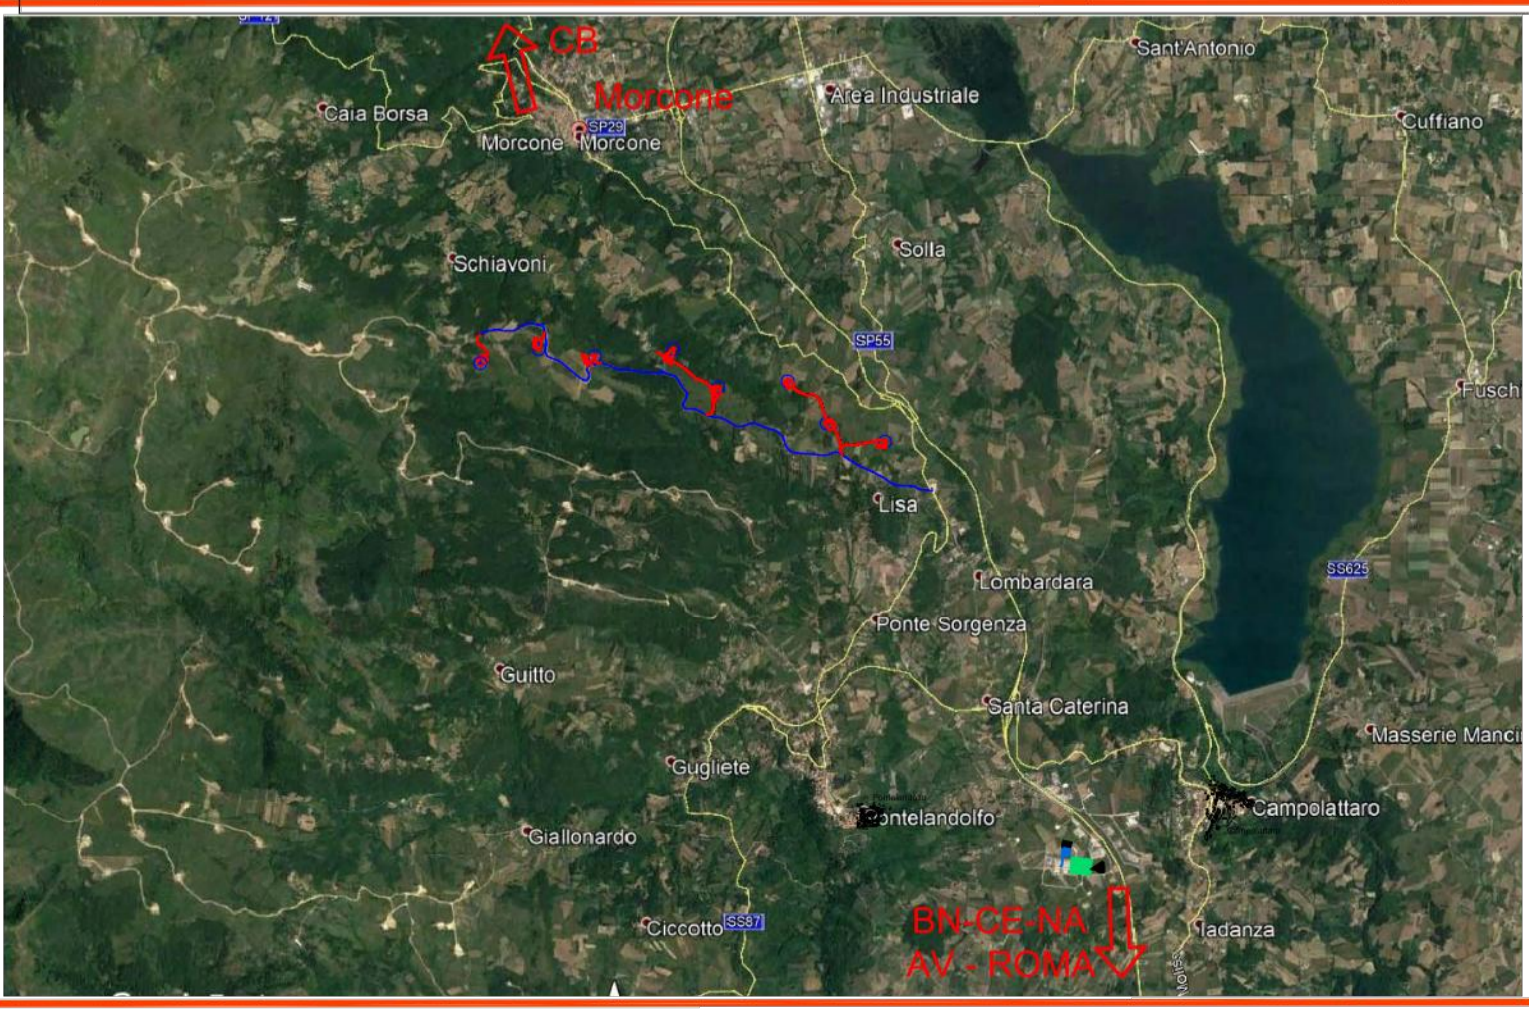 CB
Sant'Antonio
Morcone
Area Industriale
Caia Borsa
Cuffiano
SP29
Morcone
Morcone
Solla
Schiavoni
SP55
Lisa
SS625
Lombardara
Ponte Sorgenza
Guitto
Santa Caterina
Masserie Manci
Gugliete
Campolattaro
ontelandolfo
Giallonardo
BN-CE-NA
Ciccotto
SS87
Iadanza
AV - ROMA
Fuschi